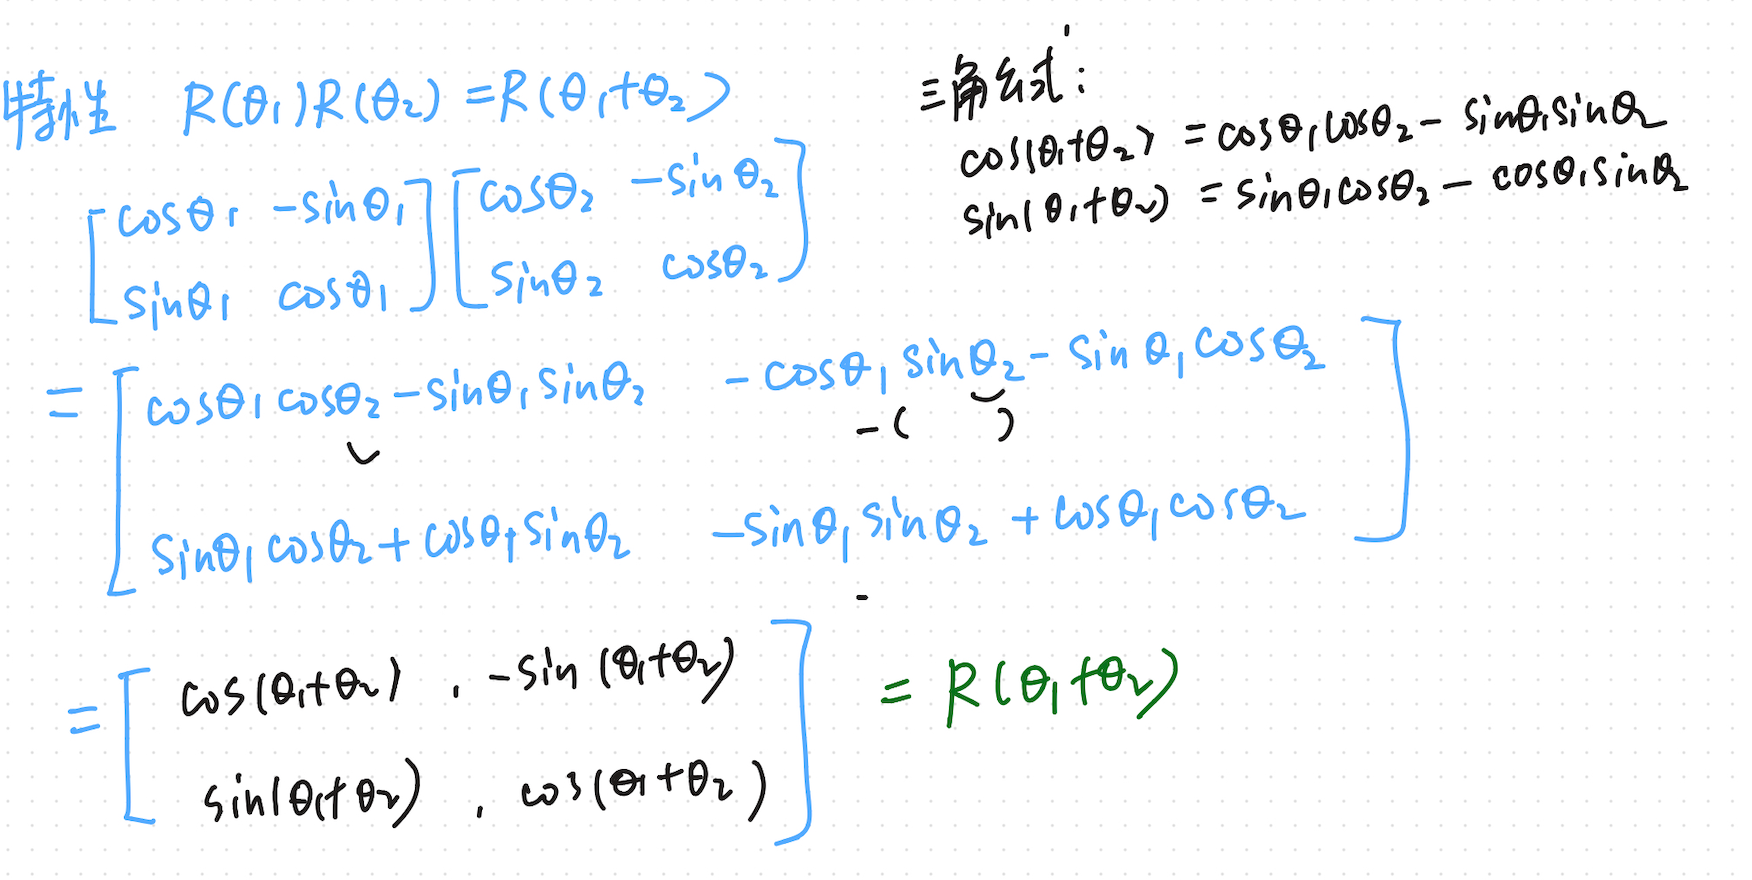 特性 R(θ₁)R(θ₂) = R(θ₁+θ₂)
[cosθ₁ -sinθ₁] [cosθ₂ -sinθ₂]
[sinθ₁ cosθ₁] [sinθ₂ cosθ₂]
三角公式:
cos(θ₁+θ₂) = cosθ₁cosθ₂ - sinθ₁sinθ₂
sin(θ₁+θ₂) = sinθ₁cosθ₂ - cosθ₁sinθ₂
= [cosθ₁cosθ₂ - sinθ₁sinθ₂ -cosθ₁sinθ₂ - sinθ₁cosθ₂]
-( )
[sinθ₁cosθ₂ + cosθ₁sinθ₂ -sinθ₁sinθ₂ + cosθ₁cosθ₂]
= [cos(θ₁+θ₂) , -sin(θ₁+θ₂)] = R(θ₁+θ₂)
[sin(θ₁+θ₂) , cos(θ₁+θ₂)]